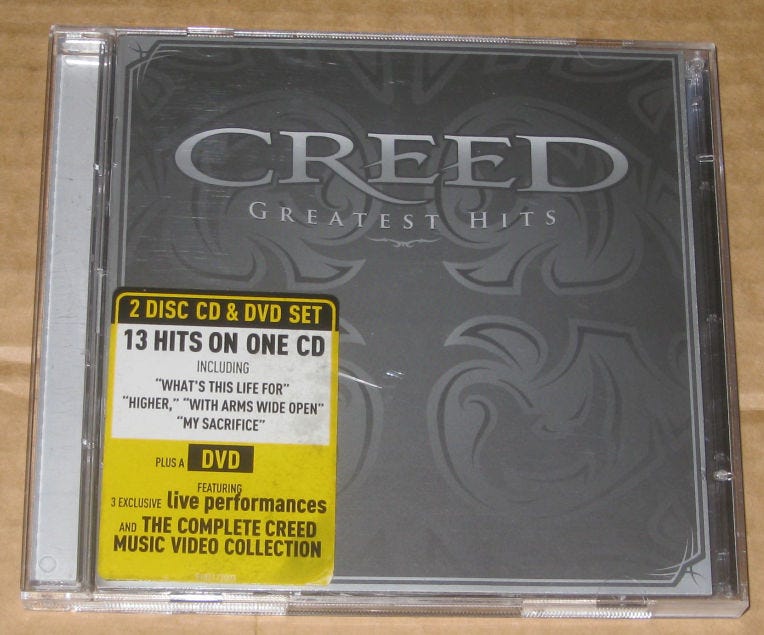 CREED
GREATEST HITS
2 DISC CD & DVD SET
13 HITS ON ONE CD
INCLUDING
"WHAT'S THIS LIFE FOR"
"HIGHER," "WITH ARMS WIDE OPEN"
"MY SACRIFICE"
PLUS A DVD
FEATURING
3 EXCLUSIVE live performances
AND THE COMPLETE CREED
MUSIC VIDEO COLLECTION